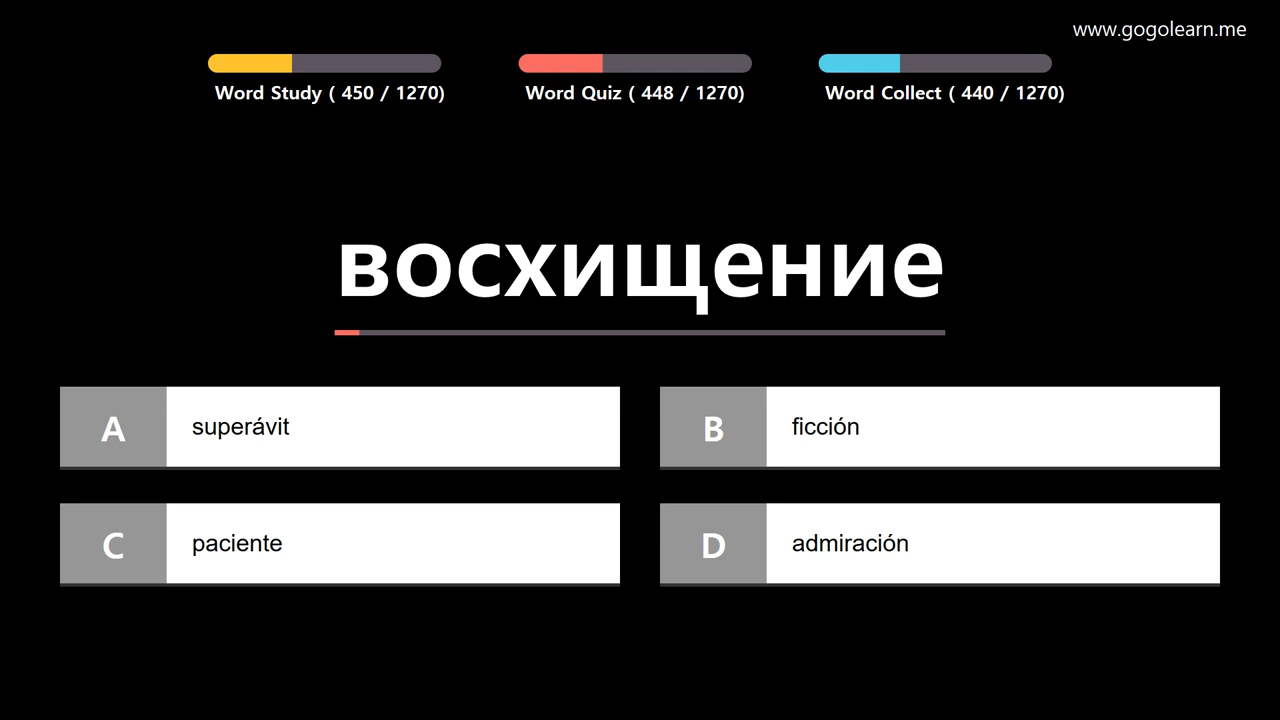 www.gogolearn.me
Word Study ( 450 / 1270)
Word Quiz ( 448 / 1270)
Word Collect ( 440 / 1270)
восхищение
A superávit
B ficción
C paciente
D admiración